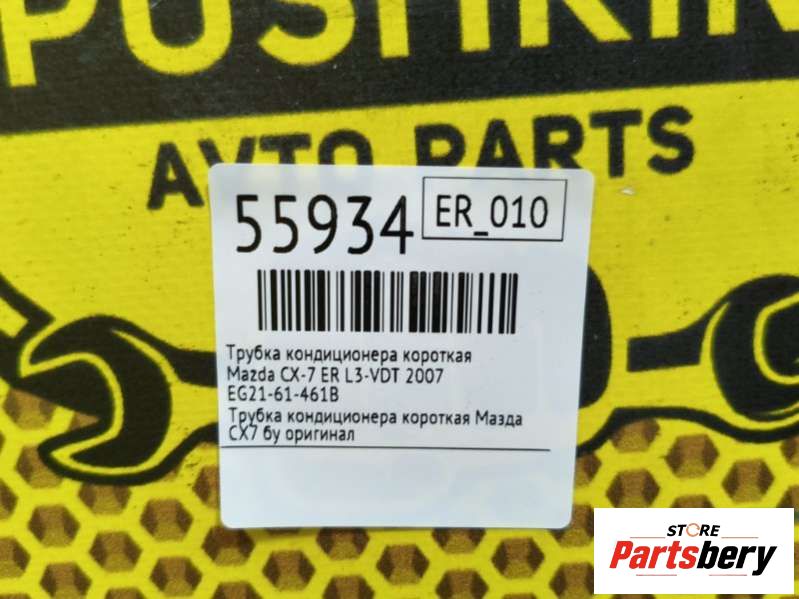 PUSHKIN
AVTO PARTS
55934
ER_010
Трубка кондиционера короткая
Mazda CX-7 ER L3-VDT 2007
EG21-61-461B
Трубка кондиционера короткая Мазда
СХ7 бу оригинал
STORE
Partsbery